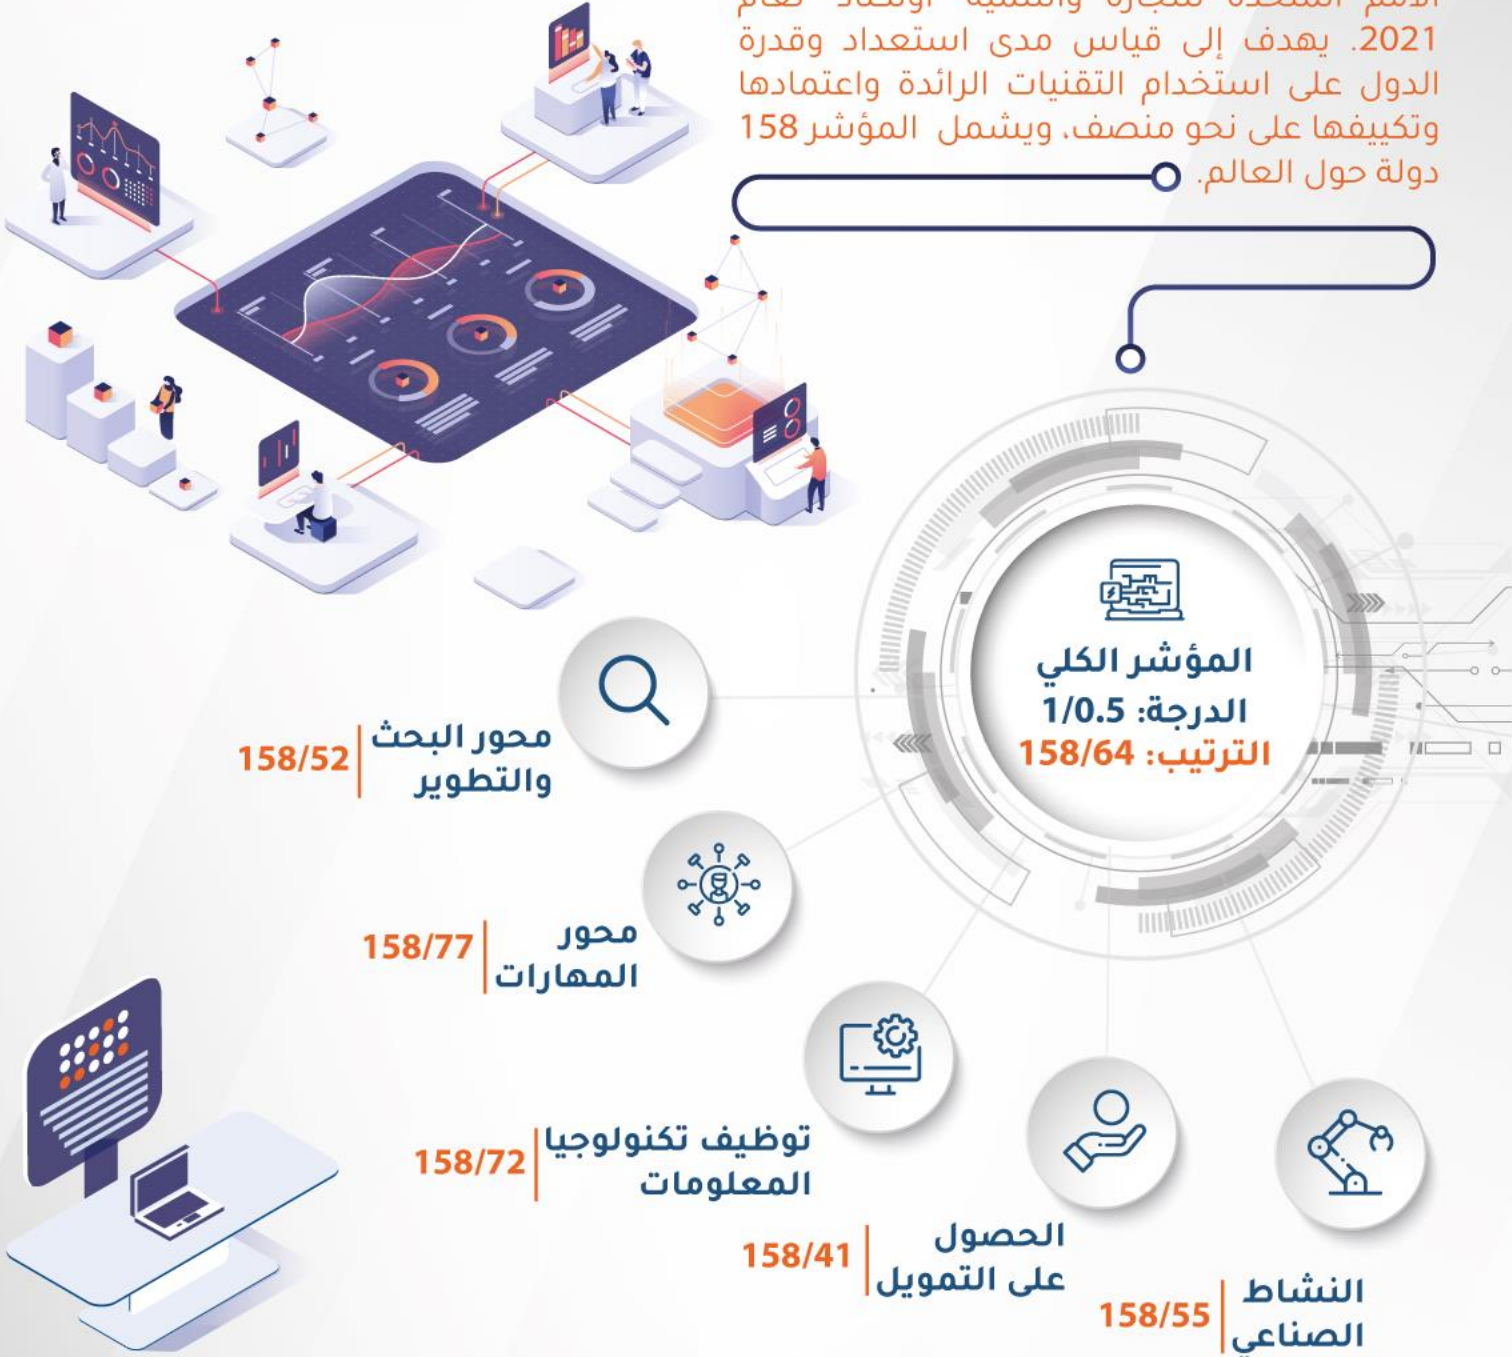 2021. يهدف إلى قياس مدى استعداد وقدرة
الدول على استخدام التقنيات الرائدة واعتمادها
وتكييفها على نحو منصف، ويشمل المؤشر 158
دولة حول العالم.
المؤشر الكلي
الدرجة: 1/0.5
الترتيب: 158/64
محور البحث
والتطوير
158/52
محور
المهارات
158/77
توظيف تكنولوجيا
المعلومات
158/72
الحصول
على التمويل
158/41
النشاط
الصناعي
158/55